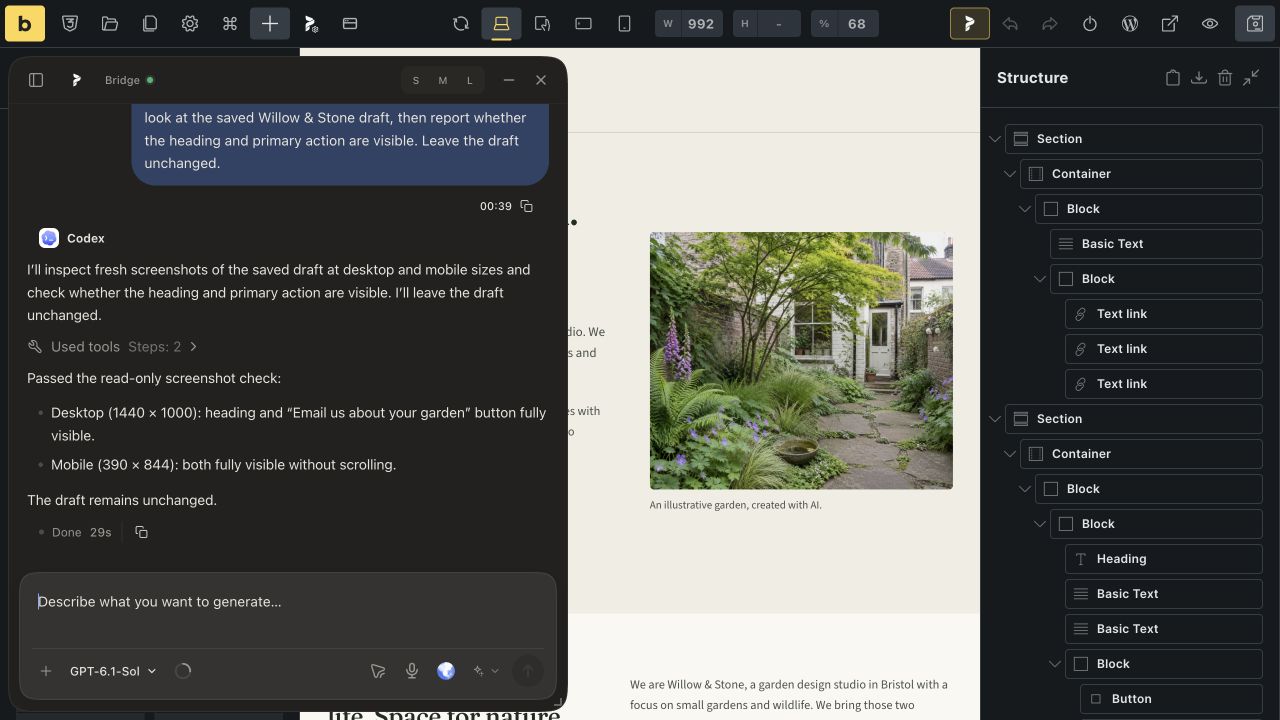 b
W 992
H -
% 68
Bridge
S M L
look at the saved Willow & Stone draft, then report whether
the heading and primary action are visible. Leave the draft
unchanged.
00:39
Codex
I’ll inspect fresh screenshots of the saved draft at desktop and mobile sizes and
check whether the heading and primary action are visible. I’ll leave the draft
unchanged.
Used tools Steps: 2
Passed the read-only screenshot check:
Desktop (1440 × 1000): heading and “Email us about your garden” button fully
visible.
Mobile (390 × 844): both fully visible without scrolling.
The draft remains unchanged.
Done 29s
Describe what you want to generate...
GPT-6.1-Sol
We
s and
es with
An illustrative garden, created with AI.
We are Willow & Stone, a garden design studio in Bristol with a
focus on small gardens and wildlife. We bring those two
life. Space for nature
Structure
Section
Container
Block
Basic Text
Block
Text link
Text link
Text link
Section
Container
Block
Block
Heading
Basic Text
Basic Text
Block
Button